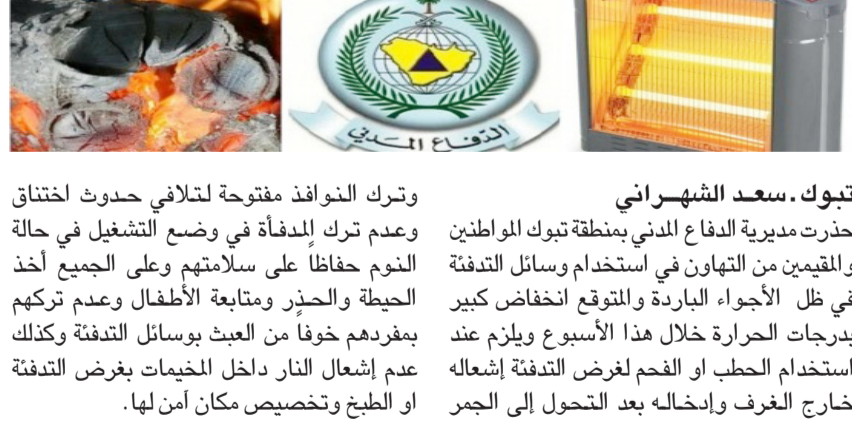 الدفاع المدني
تبوك . سعد الشهراني
حذرت مديرية الدفاع المدني بمنطقة تبوك المواطنين
والمقيمين من التهاون في استخدام وسائل التدفئة
في ظل الأجواء الباردة والمتوقع انخفاض كبير
بدرجات الحرارة خلال هذا الأسبوع ويلزم عند
استخدام الحطب او الفحم لغرض التدفئة إشعاله
خارج الغرف وإدخاله بعد التحول إلى الجمر
وترك النوافذ مفتوحة لتلافي حدوث اختناق
وعدم ترك المدفأة في وضع التشغيل في حالة
النوم حفاظاً على سلامتهم وعلى الجميع أخذ
الحيطة والحذر ومتابعة الأطفال وعدم تركهم
بمفردهم خوفاً من العبث بوسائل التدفئة وكذلك
عدم إشعال النار داخل المخيمات بغرض التدفئة
او الطبخ وتخصيص مكان آمن لها.